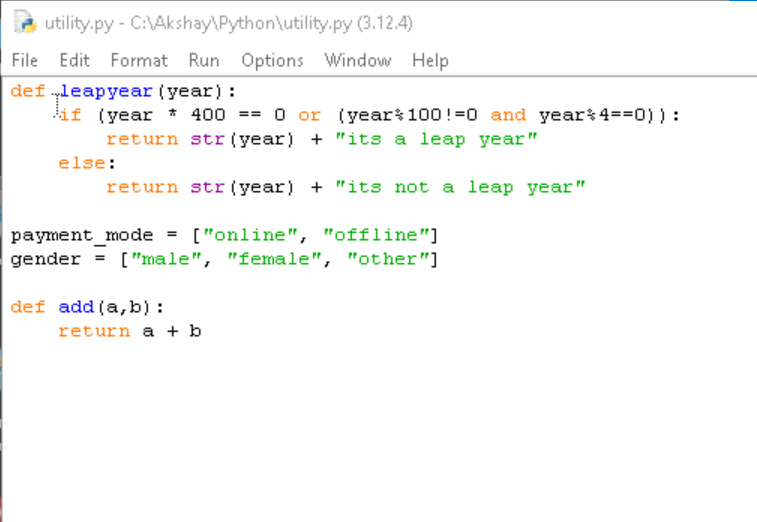 utility.py - C:\Akshay\Python\utility.py (3.12.4)
File Edit Format Run Options Window Help
def leapyear(year):
    if (year * 400 == 0 or (year%100!=0 and year%4==0)):
        return str(year) + "its a leap year"
    else:
        return str(year) + "its not a leap year"

payment_mode = ["online", "offline"]
gender = ["male", "female", "other"]

def add(a,b):
    return a + b